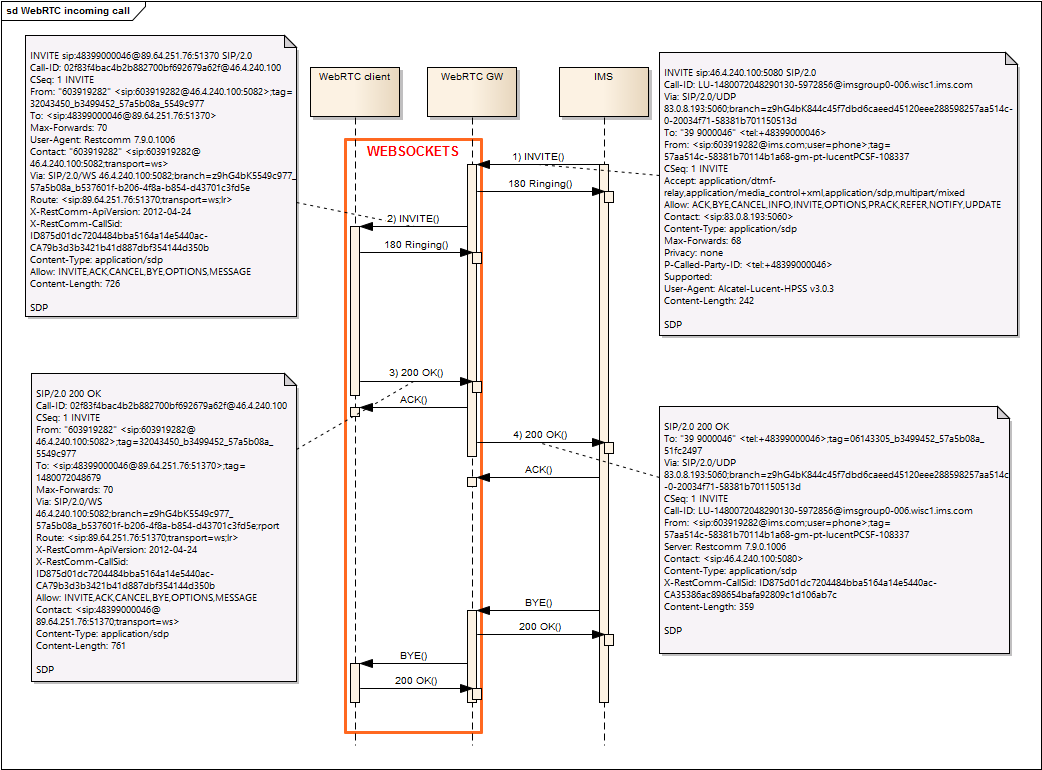 sd WebRTC incoming call
INVITE sip:48399000046@89.64.251.76:51370 SIP/2.0
Call-ID: 02f83f4bac4b2b882700bf692679a62f@46.4.240.100
CSeq: 1 INVITE
From: "603919282" <sip:603919282@46.4.240.100:5082>;tag=
32043450_b3499452_57a5b08a_5549c977
To: <sip:48399000046@89.64.251.76:51370>
Max-Forwards: 70
User-Agent: Restcomm 7.9.0.1006
Contact: "603919282" <sip:603919282@
46.4.240.100:5082;transport=ws>
Via: SIP/2.0/WS 46.4.240.100:5082;branch=z9hG4bK5549c977_
57a5b08a_b537601f-b206-4f8a-b854-d43701c3fd5e
Route: <sip:89.64.251.76:51370;transport=ws;lr>
X-RestComm-ApiVersion: 2012-04-24
X-RestComm-CallSid:
ID875d01dc7204484bba5164a14e5440ac-
CA79b3d3b3421b41d887dbf354144d350b
Content-Type: application/sdp
Allow: INVITE,ACK,CANCEL,BYE,OPTIONS,MESSAGE
Content-Length: 726
SDP
WebRTC client
WebRTC GW
IMS
INVITE sip:46.4.240.100:5080 SIP/2.0
Call-ID: LU-1480072048290130-5972856@imsgroup0-006.wisc1.ims.com
Via: SIP/2.0/UDP
83.0.8.193:5060;branch=z9hG4bK844c45f7dbd6caeed45120eee288598257aa514c-
0-20034f71-58381b701150513d
To: "39 9000046" <tel:+48399000046>
From: <sip:603919282@ims.com;user=phone>;tag=
57aa514c-58381b70114b1a68-gm-pt-lucentPCSF-108337
CSeq: 1 INVITE
Accept: application/dtmf-
relay,application/media_control+xml,application/sdp,multipart/mixed
Allow: ACK,BYE,CANCEL,INFO,INVITE,OPTIONS,PRACK,REFER,NOTIFY,UPDATE
Contact: <sip:83.0.8.193:5060>
Content-Type: application/sdp
Max-Forwards: 68
Privacy: none
P-Called-Party-ID: <tel:+48399000046>
Supported:
User-Agent: Alcatel-Lucent-HPSS v3.0.3
Content-Length: 242
SDP
WEBSOCKETS
1) INVITE()
180 Ringing()
2) INVITE()
180 Ringing()
3) 200 OK()
ACK()
4) 200 OK()
ACK()
BYE()
200 OK()
BYE()
200 OK()
SIP/2.0 200 OK
Call-ID: 02f83f4bac4b2b882700bf692679a62f@46.4.240.100
CSeq: 1 INVITE
From: "603919282" <sip:603919282@
46.4.240.100:5082>;tag=32043450_b3499452_57a5b08a_
5549c977
To: <sip:48399000046@89.64.251.76:51370>;tag=
1480072048679
Max-Forwards: 70
Via: SIP/2.0/WS
46.4.240.100:5082;branch=z9hG4bK5549c977_
57a5b08a_b537601f-b206-4f8a-b854-d43701c3fd5e;rport
Route: <sip:89.64.251.76:51370;transport=ws;lr>
X-RestComm-ApiVersion: 2012-04-24
X-RestComm-CallSid:
ID875d01dc7204484bba5164a14e5440ac-
CA79b3d3b3421b41d887dbf354144d350b
Allow: INVITE,ACK,CANCEL,BYE,OPTIONS,MESSAGE
Contact: <sip:48399000046@
89.64.251.76:51370;transport=ws>
Content-Type: application/sdp
Content-Length: 761
SDP
SIP/2.0 200 OK
To: "39 9000046" <tel:+48399000046>;tag=06143305_b3499452_57a5b08a_
51fc2497
Via: SIP/2.0/UDP
83.0.8.193:5060;branch=z9hG4bK844c45f7dbd6caeed45120eee288598257aa514c
-0-20034f71-58381b701150513d
CSeq: 1 INVITE
Call-ID: LU-1480072048290130-5972856@imsgroup0-006.wisc1.ims.com
From: <sip:603919282@ims.com;user=phone>;tag=
57aa514c-58381b70114b1a68-gm-pt-lucentPCSF-108337
Server: Restcomm 7.9.0.1006
Contact: <sip:46.4.240.100:5080>
Content-Type: application/sdp
X-RestComm-CallSid: ID875d01dc7204484bba5164a14e5440ac-
CA35386ac898654bafa92809c1d106ab7c
Content-Length: 359
SDP